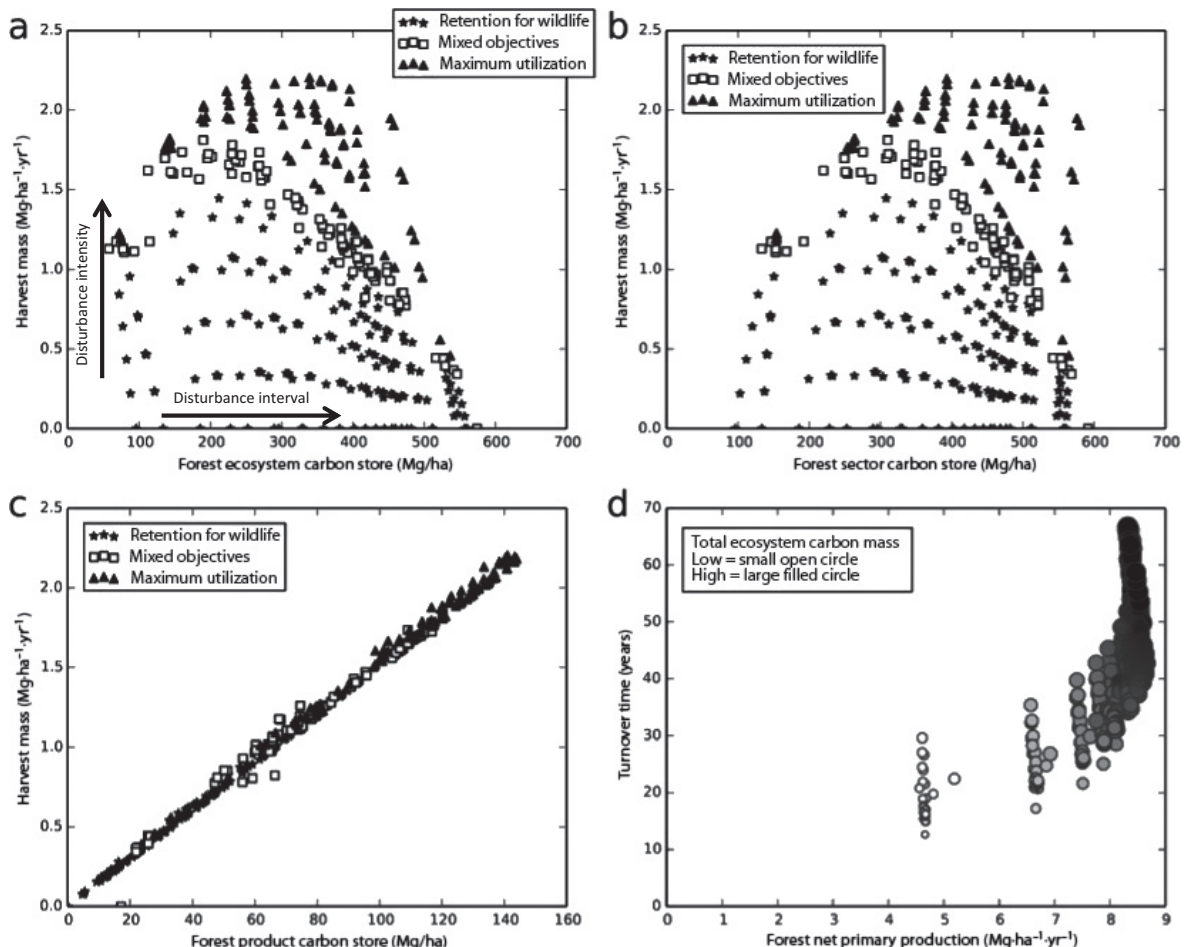 a
Retention for wildlife
Mixed objectives
Maximum utilization
2.5
2.0
1.5
1.0
0.5
0.0
Harvest mass (Mg·ha⁻¹·yr⁻¹)
Disturbance intensity
Disturbance interval
0 100 200 300 400 500 600 700
Forest ecosystem carbon store (Mg/ha)
b
Retention for wildlife
Mixed objectives
Maximum utilization
2.5
2.0
1.5
1.0
0.5
0.0
Harvest mass (Mg·ha⁻¹·yr⁻¹)
0 100 200 300 400 500 600 700
Forest sector carbon store (Mg/ha)
c
Retention for wildlife
Mixed objectives
Maximum utilization
2.5
2.0
1.5
1.0
0.5
0.0
Harvest mass (Mg·ha⁻¹·yr⁻¹)
0 20 40 60 80 100 120 140 160
Forest product carbon store (Mg/ha)
d
Total ecosystem carbon mass
Low = small open circle
High = large filled circle
70
60
50
40
30
20
10
0
Turnover time (years)
0 1 2 3 4 5 6 7 8 9
Forest net primary production (Mg·ha⁻¹·yr⁻¹)